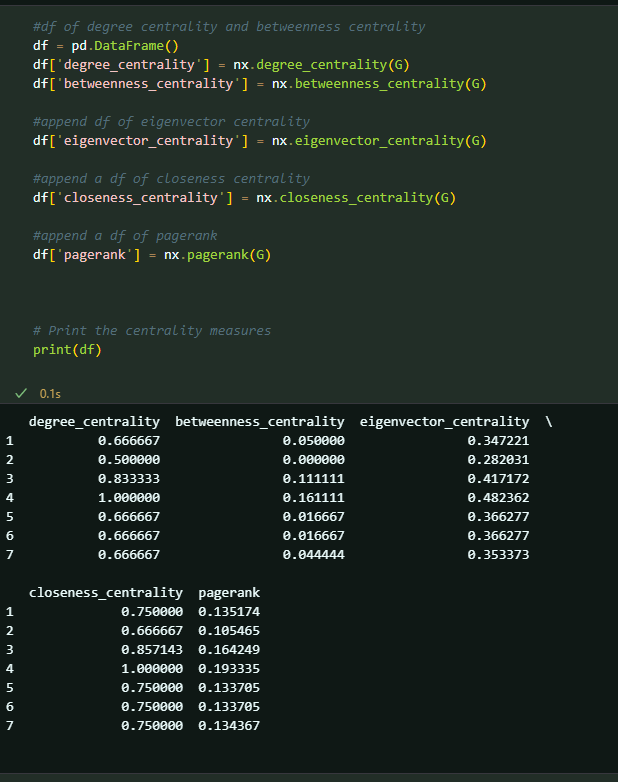 #df of degree centrality and betweenness centrality
df = pd.DataFrame()
df['degree_centrality'] = nx.degree_centrality(G)
df['betweenness_centrality'] = nx.betweenness_centrality(G)
#append df of eigenvector centrality
df['eigenvector_centrality'] = nx.eigenvector_centrality(G)
#append a df of closeness centrality
df['closeness_centrality'] = nx.closeness_centrality(G)
#append a df of pagerank
df['pagerank'] = nx.pagerank(G)
# Print the centrality measures
print(df)
✓ 0.1s
degree_centrality betweenness_centrality eigenvector_centrality \
1 0.666667 0.050000 0.347221
2 0.500000 0.000000 0.282031
3 0.833333 0.111111 0.417172
4 1.000000 0.161111 0.482362
5 0.666667 0.016667 0.366277
6 0.666667 0.016667 0.366277
7 0.666667 0.044444 0.353373
closeness_centrality pagerank
1 0.750000 0.135174
2 0.666667 0.105465
3 0.857143 0.164249
4 1.000000 0.193335
5 0.750000 0.133705
6 0.750000 0.133705
7 0.750000 0.134367